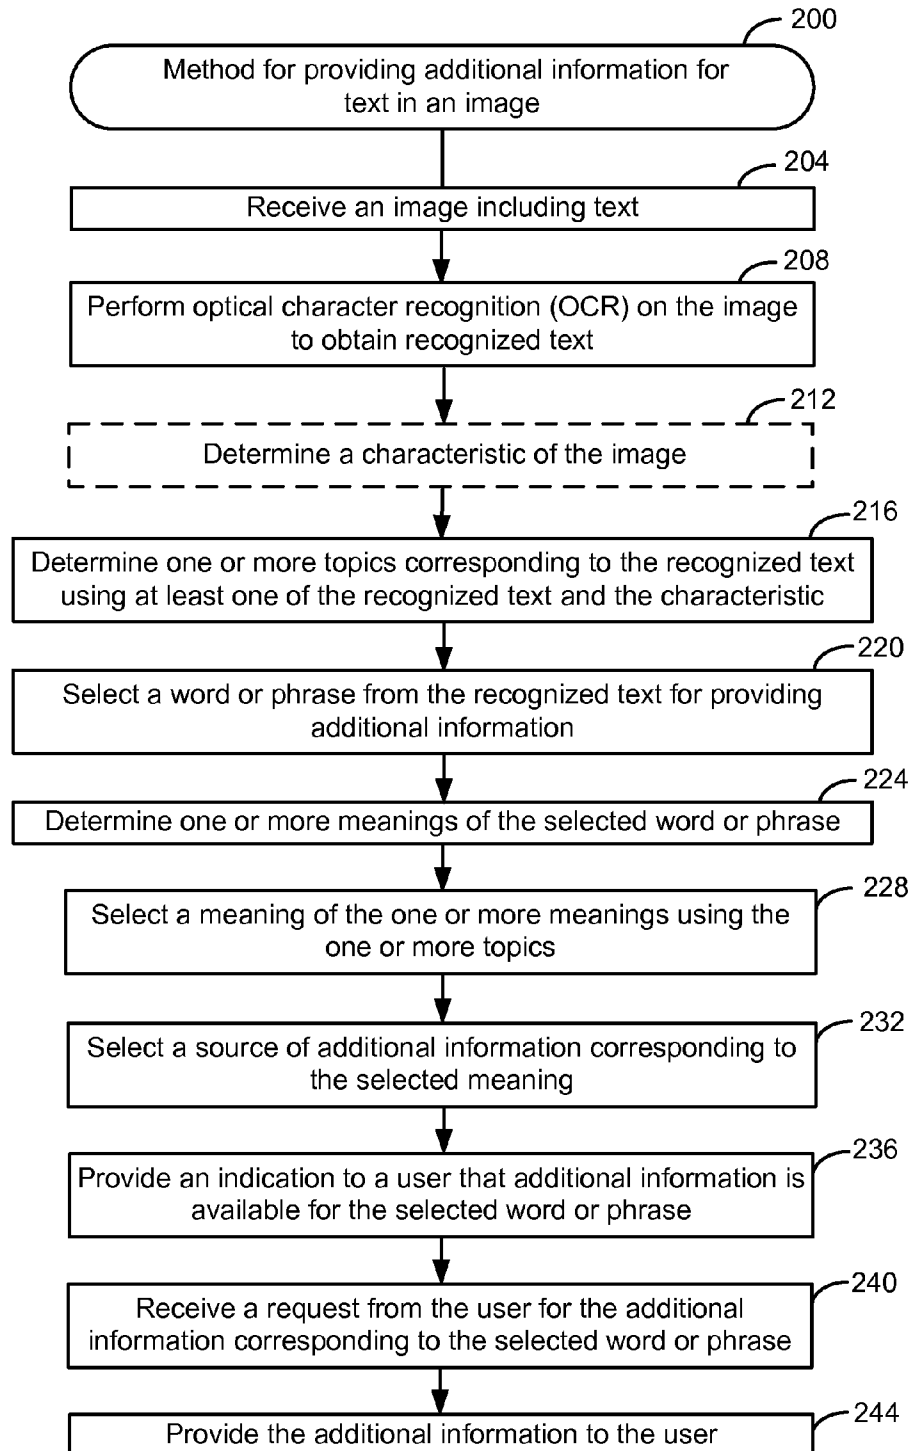 200
Method for providing additional information for
text in an image
204
Receive an image including text
208
Perform optical character recognition (OCR) on the image
to obtain recognized text
212
Determine a characteristic of the image
216
Determine one or more topics corresponding to the recognized text
using at least one of the recognized text and the characteristic
220
Select a word or phrase from the recognized text for providing
additional information
224
Determine one or more meanings of the selected word or phrase
228
Select a meaning of the one or more meanings using the
one or more topics
232
Select a source of additional information corresponding to
the selected meaning
236
Provide an indication to a user that additional information is
available for the selected word or phrase
240
Receive a request from the user for the additional
information corresponding to the selected word or phrase
244
Provide the additional information to the user